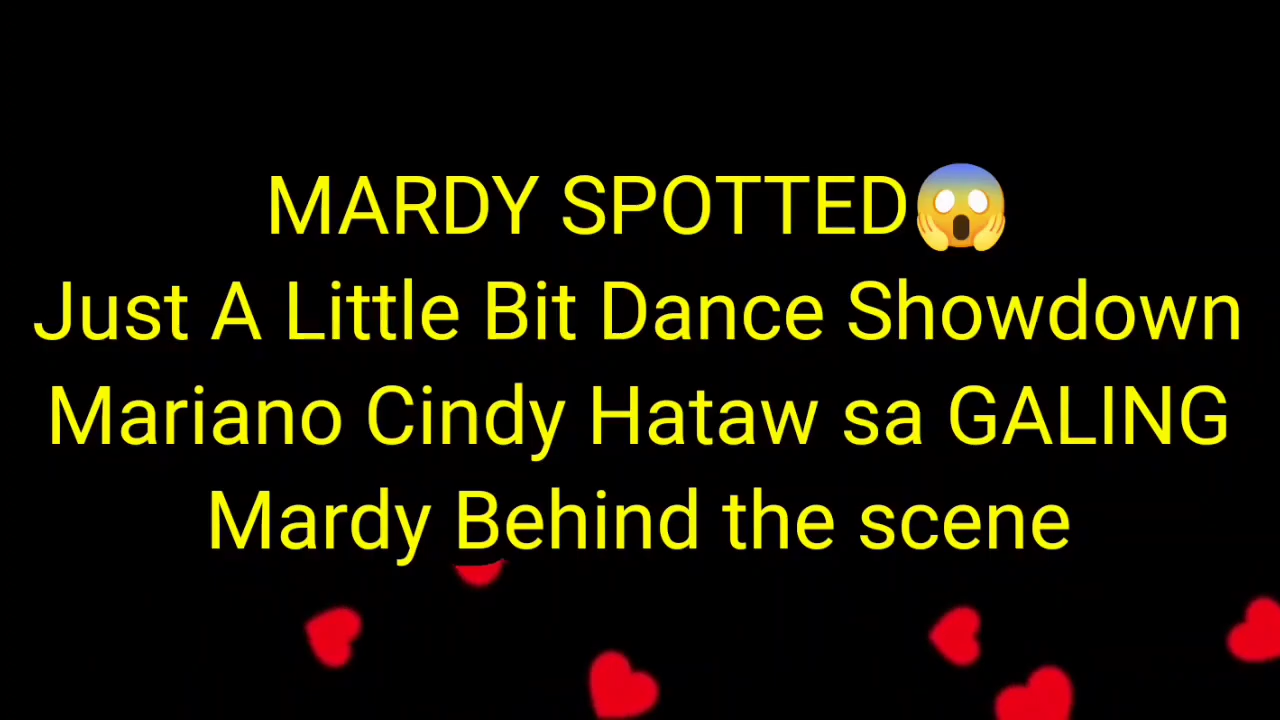 MARDY SPOTTED😱
Just A Little Bit Dance Showdown
Mariano Cindy Hataw sa GALING
Mardy Behind the scene